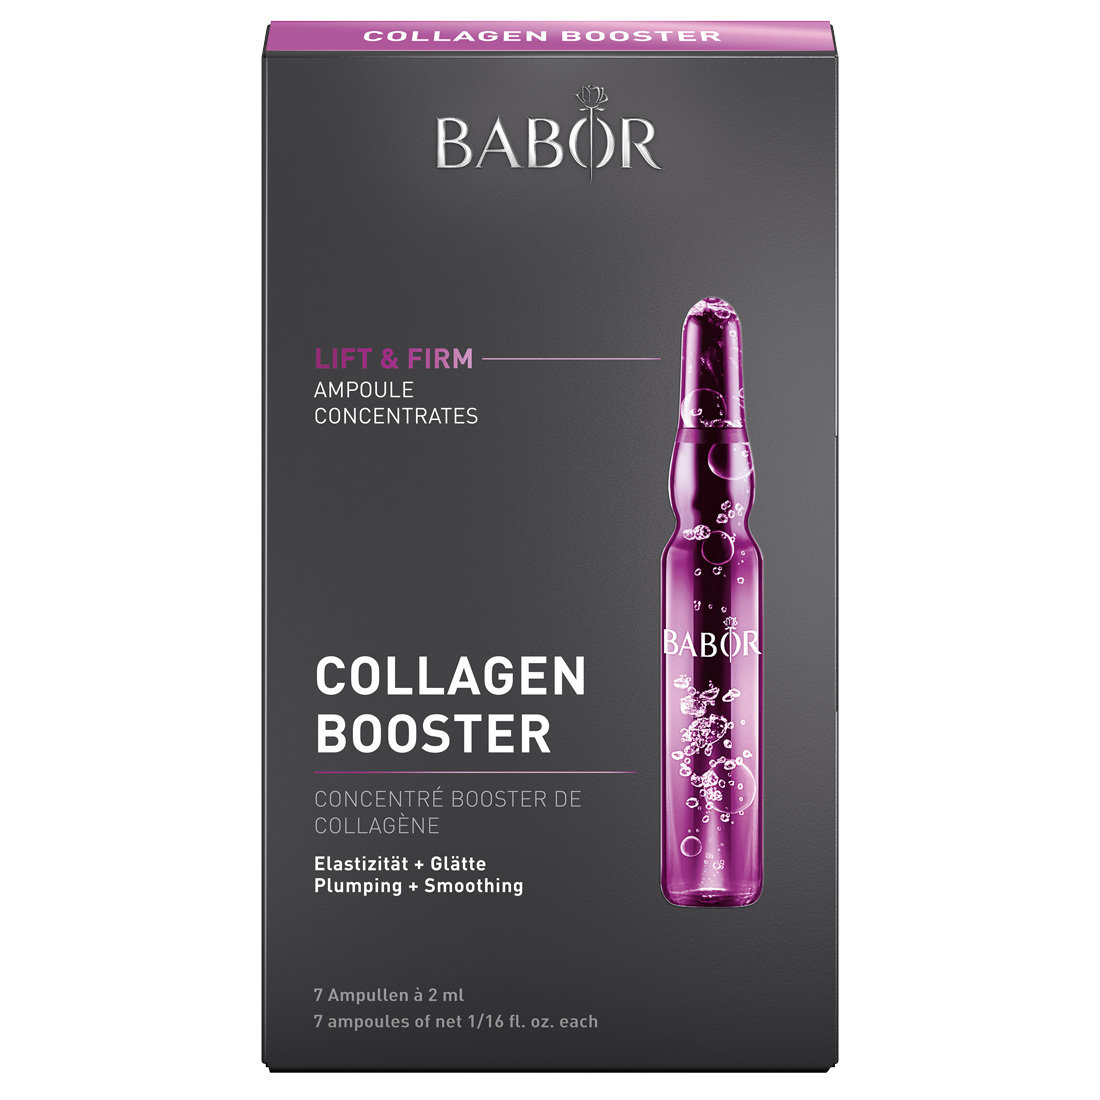 COLLAGEN BOOSTER
BABOR
LIFT & FIRM
AMPOULE
CONCENTRATES
BABOR
COLLAGEN
BOOSTER
CONCENTRÉ BOOSTER DE
COLLAGÈNE
Elastizität + Glätte
Plumping + Smoothing
7 Ampullen à 2 ml
7 ampoules of net 1/16 fl. oz. each